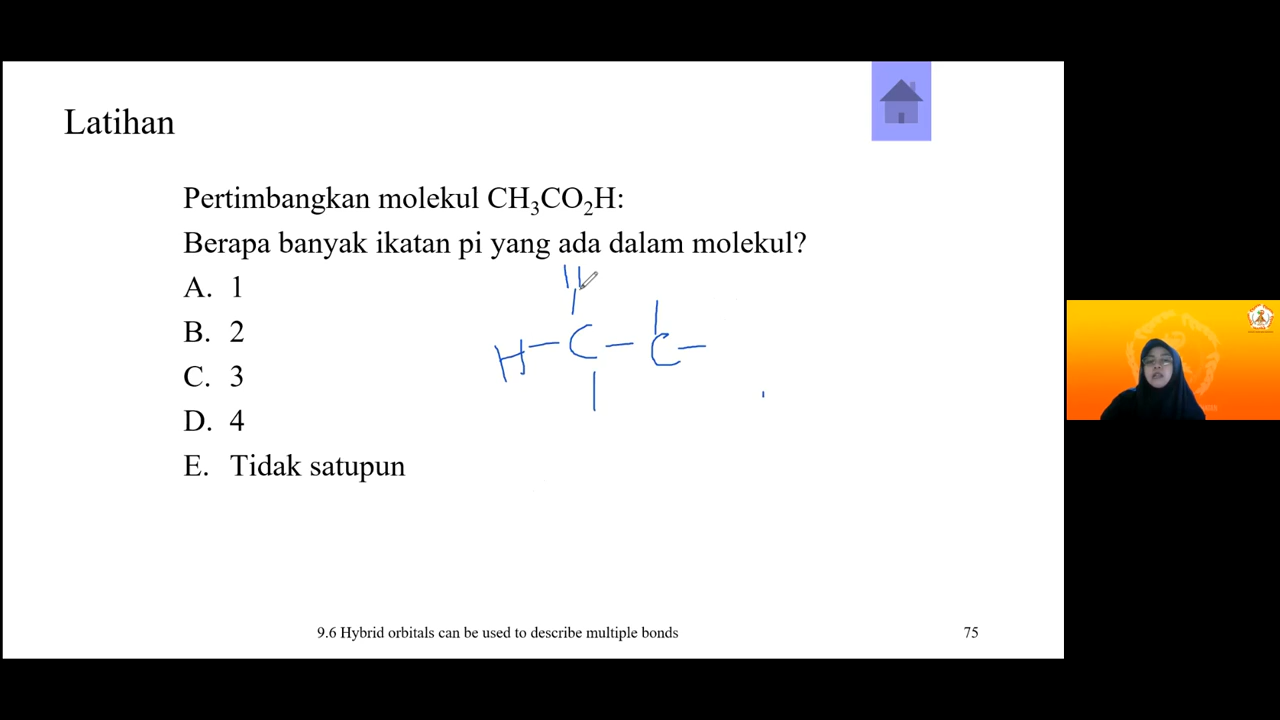 Latihan
Pertimbangkan molekul CH₃CO₂H:
Berapa banyak ikatan pi yang ada dalam molekul?
A. 1
B. 2
C. 3
D. 4
E. Tidak satupun
H – C – C –
9.6 Hybrid orbitals can be used to describe multiple bonds
75